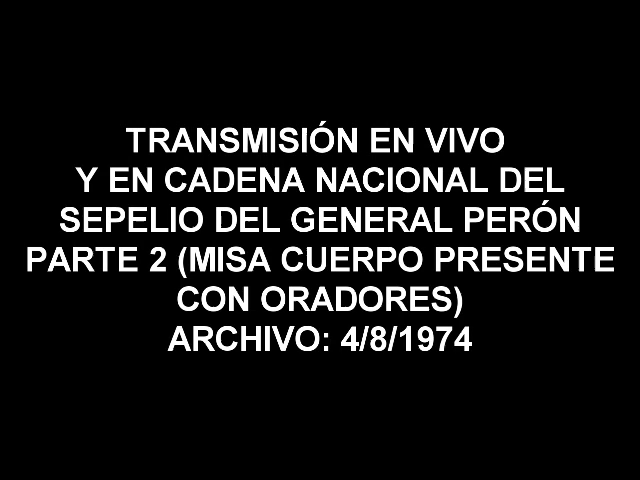 TRANSMISIÓN EN VIVO
Y EN CADENA NACIONAL DEL
SEPELIO DEL GENERAL PERÓN
PARTE 2 (MISA CUERPO PRESENTE
CON ORADORES)
ARCHIVO: 4/8/1974